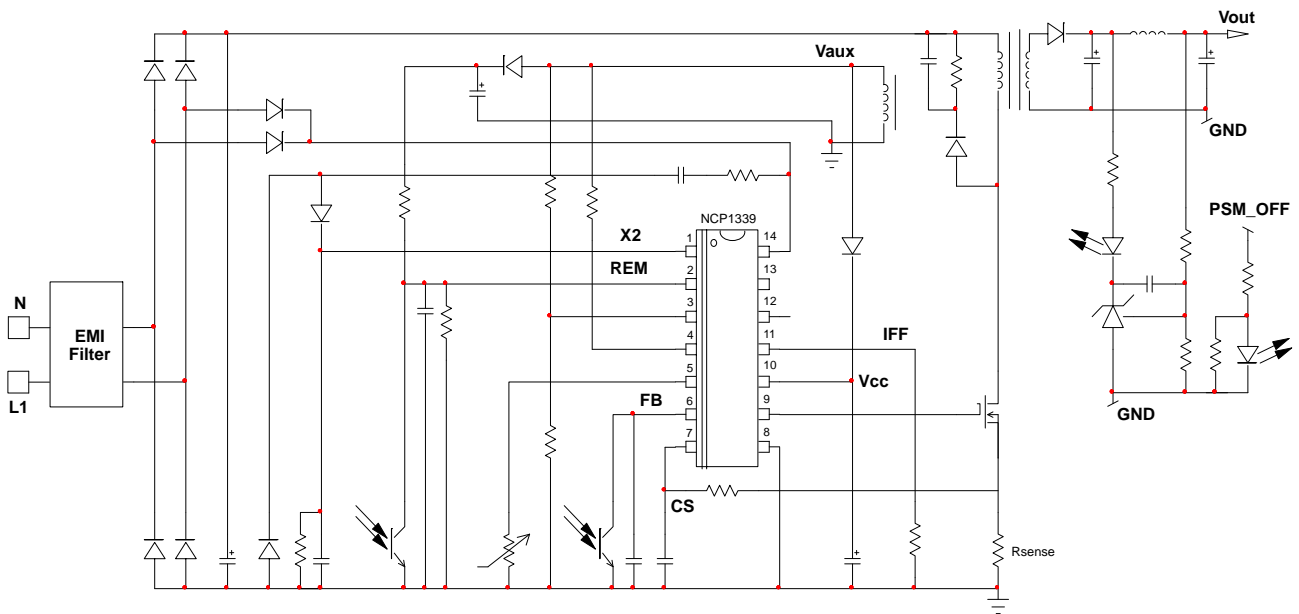 Vout
Vaux
GND
NCP1339
PSM_OFF
X2
1
14
REM
2
13
N
3
12
EMI
Filter
4
11
IFF
L1
5
10
Vcc
FB
6
9
GND
7
8
CS
Rsense
+
+
+
+
+